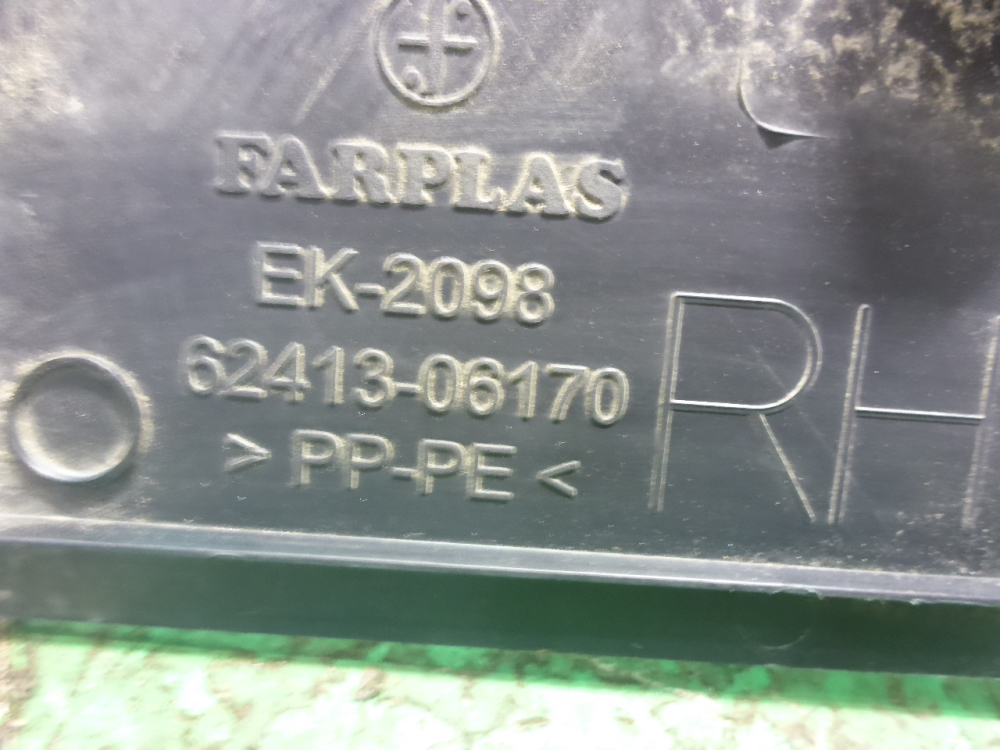 FARPLAS
EK-2098
62413-06170
> PP-PE <
RH